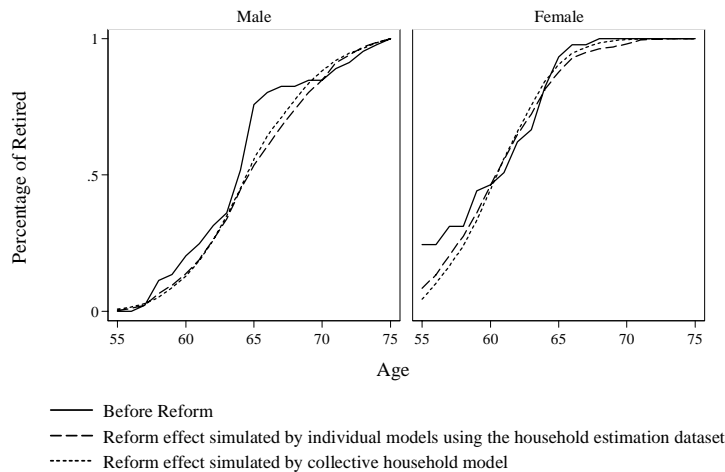 Male
Female
Percentage of Retired
1
.5
0
55
60
65
70
75
55
60
65
70
75
Age
Before Reform
Reform effect simulated by individual models using the household estimation dataset
Reform effect simulated by collective household model